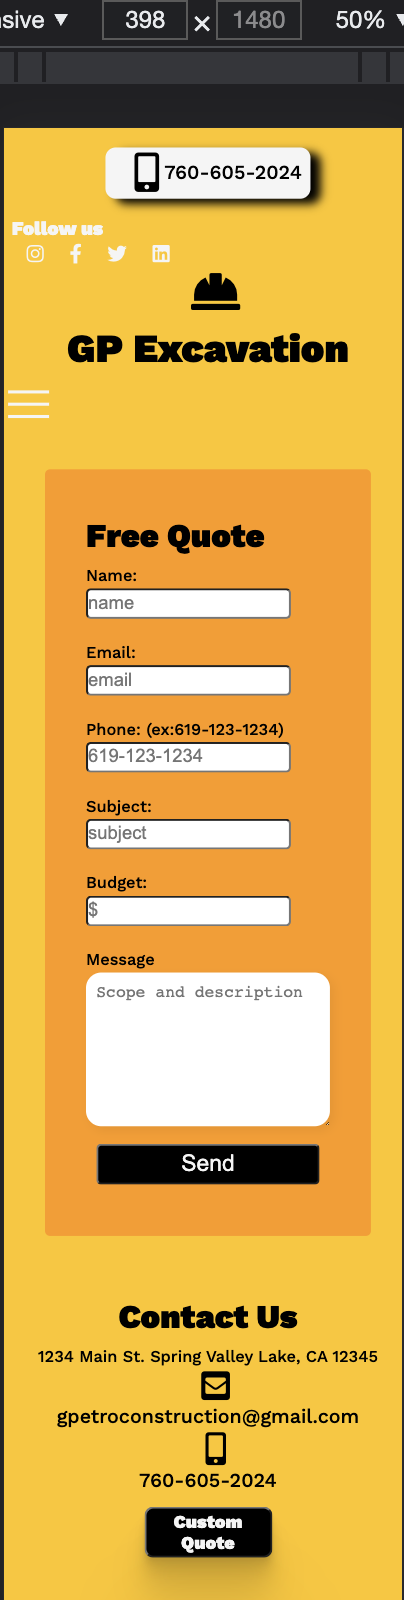 sive ▼ 398 × 1480 50% ▼
760-605-2024
Follow us
GP Excavation
Free Quote
Name:
name
Email:
email
Phone: (ex:619-123-1234)
619-123-1234
Subject:
subject
Budget:
$
Message
Scope and description
Send
Contact Us
1234 Main St. Spring Valley Lake, CA 12345
gpetroconstruction@gmail.com
760-605-2024
Custom
Quote